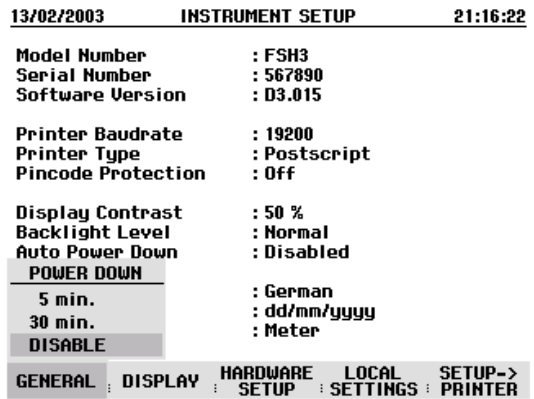 13/02/2003 INSTRUMENT SETUP 21:16:22
Model Number : FSH3
Serial Number : 567890
Software Version : D3.015
Printer Baudrate : 19200
Printer Type : Postscript
Pincode Protection : Off
Display Contrast : 50 %
Backlight Level : Normal
Auto Power Down : Disabled
POWER DOWN
5 min.
30 min.
DISABLE
: German
: dd/mm/yyyy
: Meter
GENERAL : DISPLAY : HARDWARE SETUP : LOCAL SETTINGS : SETUP-> PRINTER